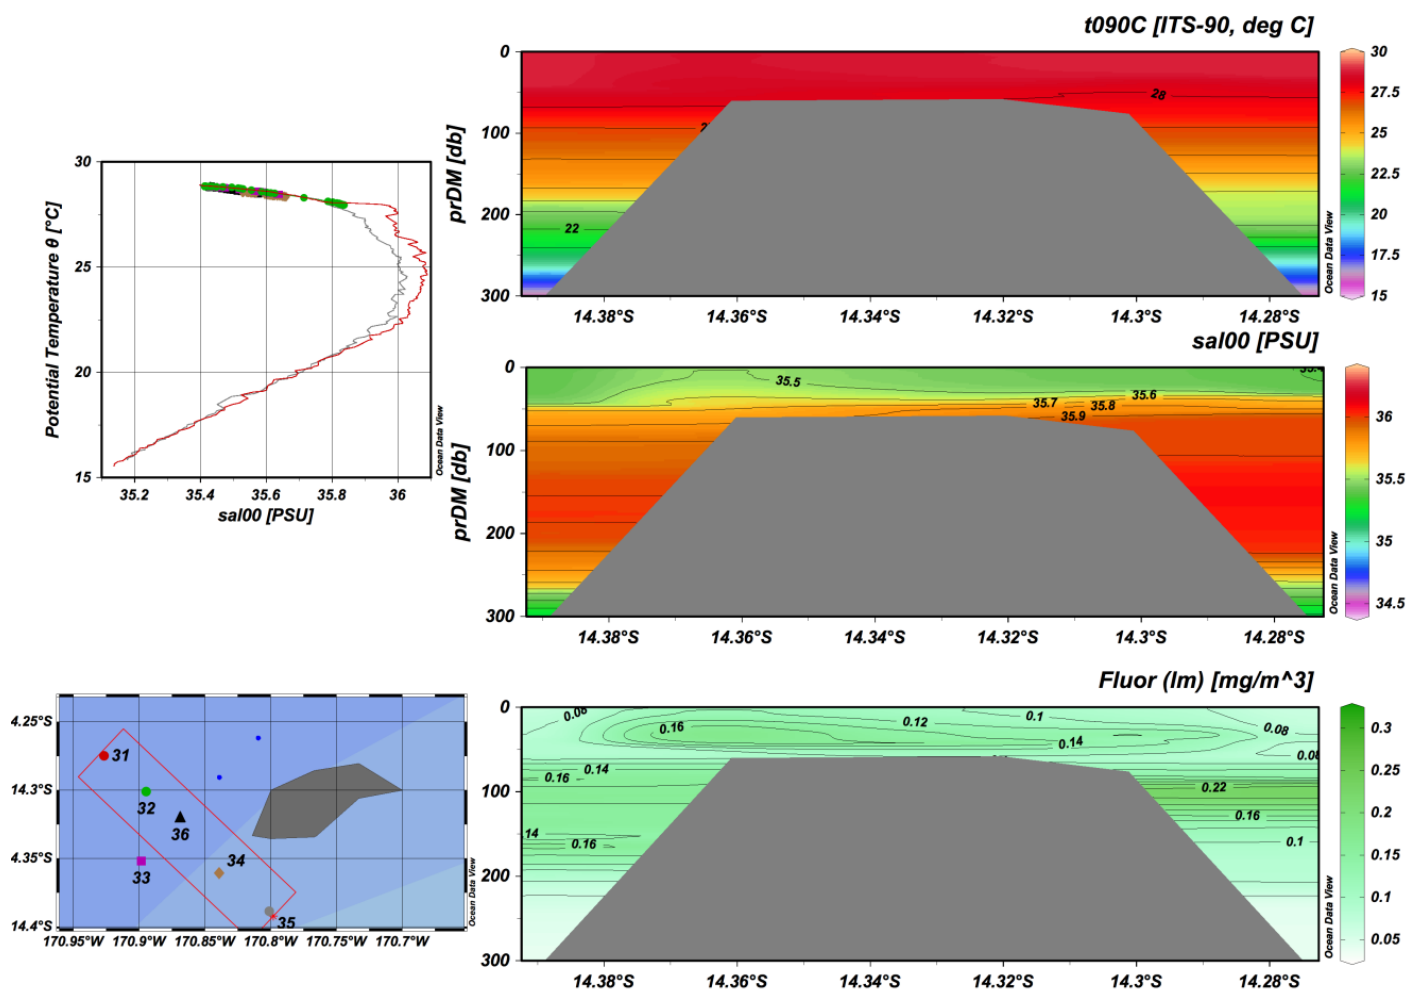 t090C [ITS-90, deg C]
0
100
200
300
prDM [db]
28
22
14.38°S 14.36°S 14.34°S 14.32°S 14.3°S 14.28°S
Ocean Data View
30
27.5
25
22.5
20
17.5
15
30
25
20
15
Potential Temperature θ [°C]
35.2 35.4 35.6 35.8 36
sal00 [PSU]
Ocean Data View
sal00 [PSU]
0
100
200
300
prDM [db]
35.5
35.7
35.8
35.6
35.9
14.38°S 14.36°S 14.34°S 14.32°S 14.3°S 14.28°S
Ocean Data View
36
35.5
35
34.5
4.25°S
14.3°S
14.35°S
14.4°S
31
32
36
33
34
35
170.95°W 170.9°W 170.85°W 170.8°W 170.75°W 170.7°W
Ocean Data View
Fluor (lm) [mg/m^3]
0
100
200
300
0.08
0.16
0.12
0.1
0.14
0.08
0.08
0.14
0.16
0.22
0.16
0.1
.14
0.16
14.38°S 14.36°S 14.34°S 14.32°S 14.3°S 14.28°S
Ocean Data View
0.3
0.25
0.2
0.15
0.1
0.05